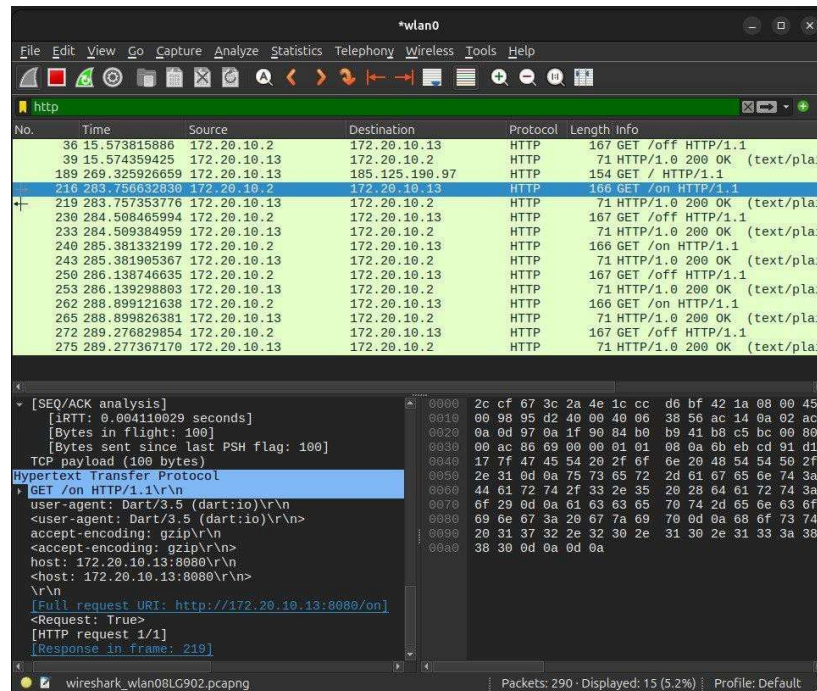 *wlan0
File Edit View Go Capture Analyze Statistics Telephony Wireless Tools Help
http
No. Time Source Destination Protocol Length Info
36 15.573815886 172.20.10.2 172.20.10.13 HTTP 167 GET /off HTTP/1.1
39 15.574359425 172.20.10.13 172.20.10.2 HTTP 71 HTTP/1.0 200 OK (text/pla
189 269.325926659 172.20.10.13 185.125.190.97 HTTP 154 GET / HTTP/1.1
216 283.756632830 172.20.10.2 172.20.10.13 HTTP 166 GET /on HTTP/1.1
219 283.757353776 172.20.10.13 172.20.10.2 HTTP 71 HTTP/1.0 200 OK (text/pla
230 284.508465994 172.20.10.2 172.20.10.13 HTTP 167 GET /off HTTP/1.1
233 284.509384959 172.20.10.13 172.20.10.2 HTTP 71 HTTP/1.0 200 OK (text/pla
240 285.381332199 172.20.10.2 172.20.10.13 HTTP 166 GET /on HTTP/1.1
243 285.381905367 172.20.10.13 172.20.10.2 HTTP 71 HTTP/1.0 200 OK (text/pla
250 286.138746635 172.20.10.2 172.20.10.13 HTTP 167 GET /off HTTP/1.1
253 286.139298803 172.20.10.13 172.20.10.2 HTTP 71 HTTP/1.0 200 OK (text/pla
262 288.899121638 172.20.10.2 172.20.10.13 HTTP 166 GET /on HTTP/1.1
265 288.899826381 172.20.10.13 172.20.10.2 HTTP 71 HTTP/1.0 200 OK (text/pla
272 289.276829854 172.20.10.2 172.20.10.13 HTTP 167 GET /off HTTP/1.1
275 289.277367170 172.20.10.13 172.20.10.2 HTTP 71 HTTP/1.0 200 OK (text/pla
[SEQ/ACK analysis]
[iRTT: 0.004110029 seconds]
[Bytes in flight: 100]
[Bytes sent since last PSH flag: 100]
TCP payload (100 bytes)
Hypertext Transfer Protocol
GET /on HTTP/1.1\r\n
user-agent: Dart/3.5 (dart:io)\r\n
<user-agent: Dart/3.5 (dart:io)\r\n>
accept-encoding: gzip\r\n
<accept-encoding: gzip\r\n>
host: 172.20.10.13:8080\r\n
<host: 172.20.10.13:8080\r\n>
\r\n
[Full request URI: http://172.20.10.13:8080/on]
<Request: True>
[HTTP request 1/1]
[Response in frame: 219]
0000 2c cf 67 3c 2a 4e 1c cc d6 bf 42 1a 08 00 45
0010 00 98 95 d2 40 00 40 06 38 56 ac 14 0a 02 ac
0020 0a 0d 97 0a 1f 90 84 b0 b9 41 b8 c5 bc 00 80
0030 00 ac 86 69 00 00 01 01 08 0a 6b eb cd 91 d1
0040 17 7f 47 45 54 20 2f 6f 6e 20 48 54 54 50 2f
0050 2e 31 0d 0a 75 73 65 72 2d 61 67 65 6e 74 3a
0060 44 61 72 74 2f 33 2e 35 20 28 64 61 72 74 3a
0070 6f 29 0d 0a 61 63 63 65 70 74 2d 65 6e 63 6f
0080 69 6e 67 3a 20 67 7a 69 70 0d 0a 68 6f 73 74
0090 20 31 37 32 2e 32 30 2e 31 30 2e 31 33 3a 38
00a0 38 30 0d 0a 0d 0a
wireshark_wlan08LG902.pcapng Packets: 290 · Displayed: 15 (5.2%) Profile: Default